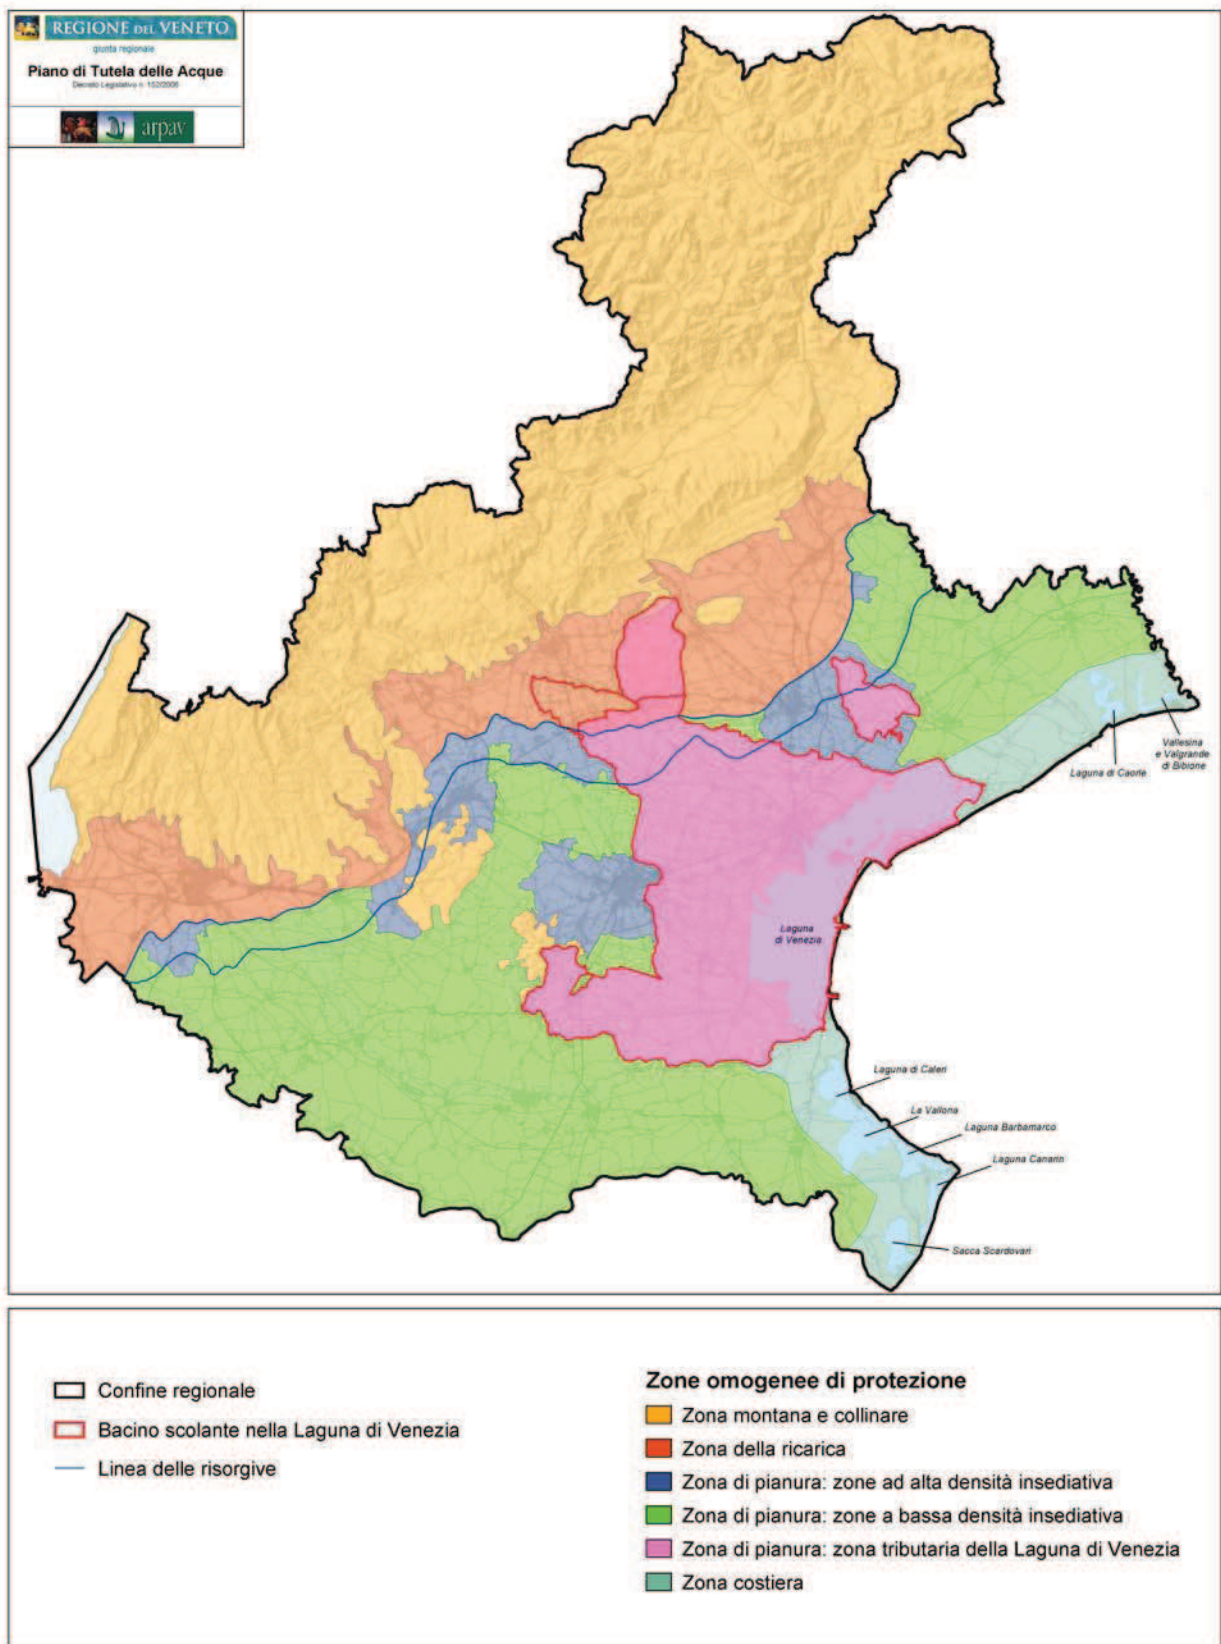 REGIONE DEL VENETO
giunta regionale
Piano di Tutela delle Acque
Decreto Legislativo n. 152/2006
arpav
Vallesina
e Valgrande
di Bibione
Laguna di Caorle
Laguna
di Venezia
Laguna di Caleri
La Vallona
Laguna Barbamarco
Laguna Canarin
Sacca Scardovari
Confine regionale
Bacino scolante nella Laguna di Venezia
Linea delle risorgive
Zone omogenee di protezione
Zona montana e collinare
Zona della ricarica
Zona di pianura: zone ad alta densità insediativa
Zona di pianura: zone a bassa densità insediativa
Zona di pianura: zona tributaria della Laguna di Venezia
Zona costiera